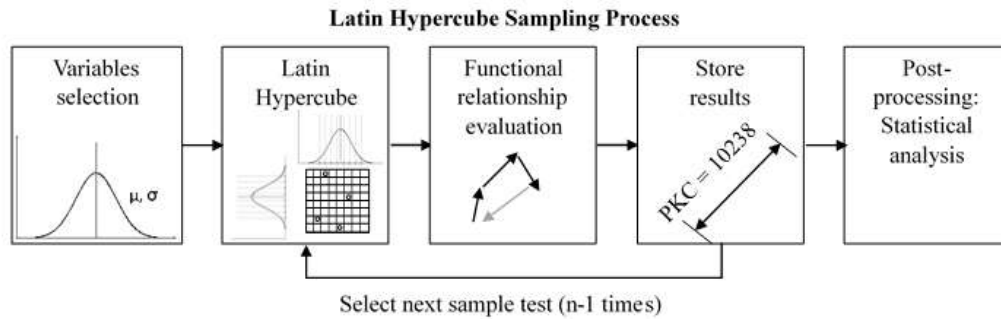 Latin Hypercube Sampling Process
Variables
selection
μ, σ
Latin
Hypercube
Functional
relationship
evaluation
Store
results
PKC = 10238
Post-
processing:
Statistical
analysis
Select next sample test (n-1 times)